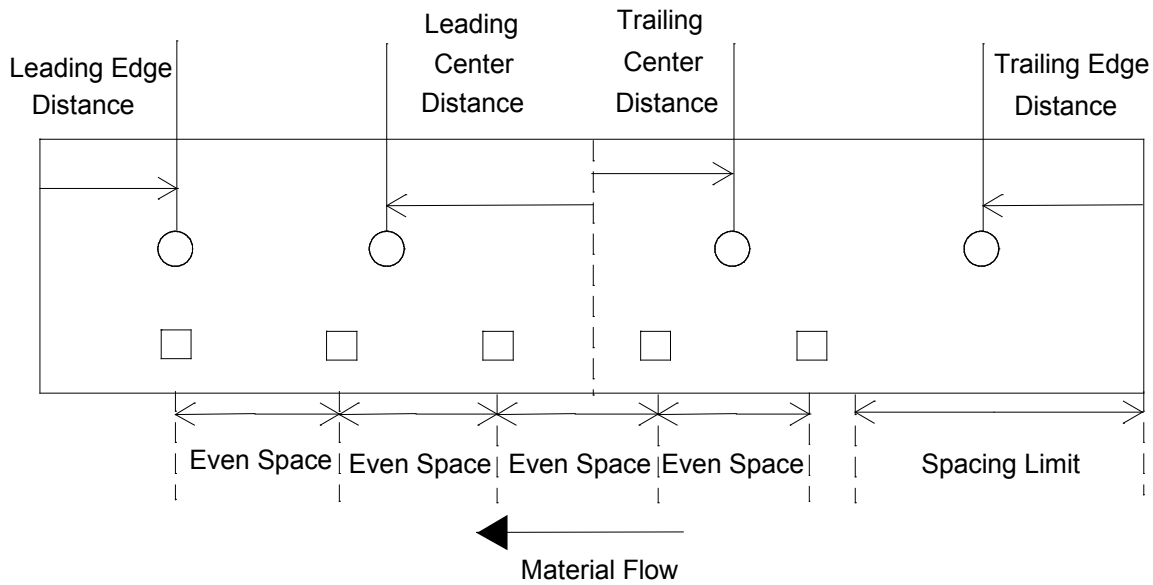 Leading Edge
Distance
Leading
Center
Distance
Trailing
Center
Distance
Trailing Edge
Distance
Even Space
Even Space
Even Space
Even Space
Spacing Limit
Material Flow